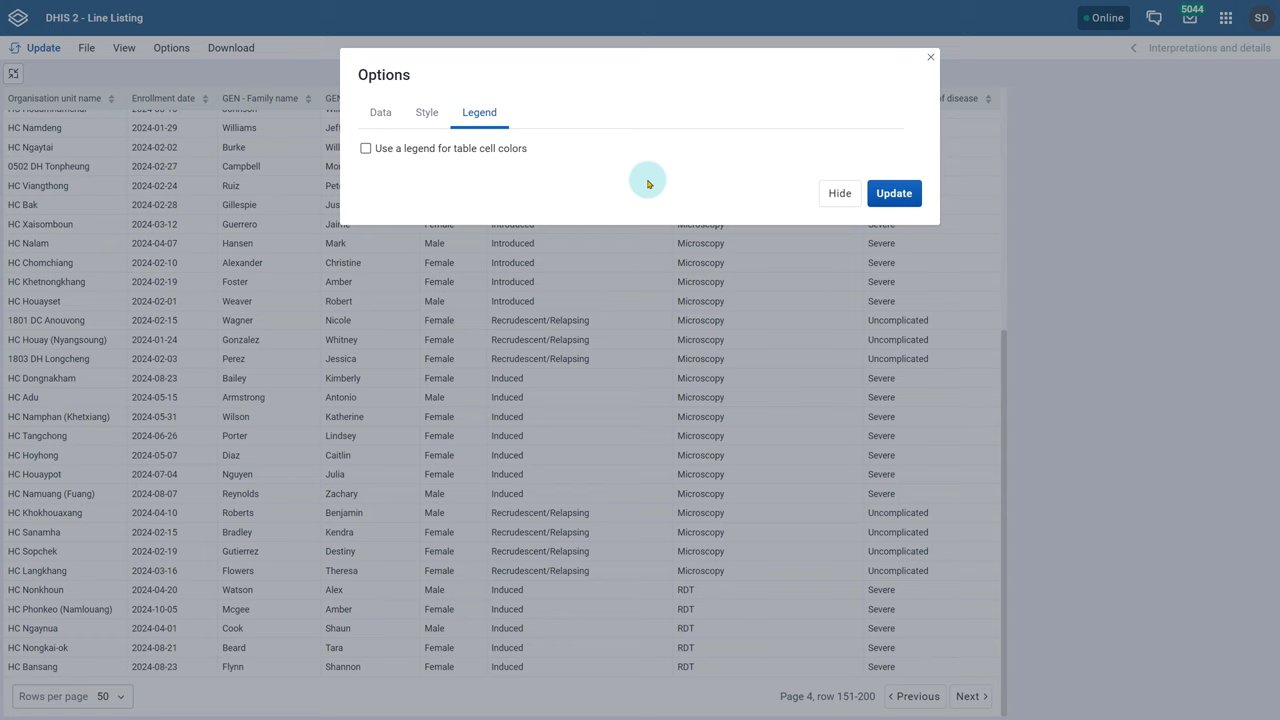 DHIS 2 - Line Listing Online 5044 SD
Update File View Options Download Interpretations and details
Options
Data Style Legend
Use a legend for table cell colors
Hide Update
Organisation unit name Enrollment date GEN - Family name GEN of disease
HC Namdeng 2024-01-29 Williams
HC Ngaytai 2024-02-02 Burke
0502 DH Tonpheung 2024-02-27 Campbell
HC Viangthong 2024-02-24 Ruiz
HC Bak 2024-02-28 Gillespie
HC Xaisomboun 2024-03-12 Guerrero Jaime Female Introduced Microscopy Severe
HC Nalam 2024-04-07 Hansen Mark Male Introduced Microscopy Severe
HC Chomchiang 2024-02-10 Alexander Christine Female Introduced Microscopy Severe
HC Khetnongkhang 2024-02-19 Foster Amber Female Introduced Microscopy Severe
HC Houayset 2024-02-01 Weaver Robert Male Introduced Microscopy Severe
1801 DC Anouvong 2024-02-15 Wagner Nicole Female Recrudescent/Relapsing Microscopy Uncomplicated
HC Houay (Nyangsoung) 2024-01-24 Gonzalez Whitney Female Recrudescent/Relapsing Microscopy Uncomplicated
1803 DH Longcheng 2024-02-03 Perez Jessica Female Recrudescent/Relapsing Microscopy Uncomplicated
HC Dongnakham 2024-08-23 Bailey Kimberly Female Induced Microscopy Severe
HC Adu 2024-05-15 Armstrong Antonio Female Induced Microscopy Severe
HC Namphan (Khetxiang) 2024-05-31 Wilson Katherine Female Induced Microscopy Severe
HC Tangchong 2024-06-26 Porter Lindsey Female Induced Microscopy Severe
HC Hoyhong 2024-05-07 Diaz Caitlin Female Induced Microscopy Severe
HC Houaypot 2024-07-04 Nguyen Julia Female Induced Microscopy Severe
HC Namuang (Fuang) 2024-08-07 Reynolds Zachary Male Induced Microscopy Severe
HC Khokhouaxang 2024-04-10 Roberts Benjamin Male Recrudescent/Relapsing Microscopy Uncomplicated
HC Sanamha 2024-02-15 Bradley Kendra Female Recrudescent/Relapsing Microscopy Uncomplicated
HC Sopchek 2024-02-19 Gutierrez Destiny Female Recrudescent/Relapsing Microscopy Uncomplicated
HC Langkhang 2024-03-16 Flowers Theresa Female Recrudescent/Relapsing Microscopy Uncomplicated
HC Nonkhoun 2024-04-20 Watson Alex Male Induced RDT Severe
HC Phonkeo (Namlouang) 2024-10-05 Mcgee Amber Female Induced RDT Severe
HC Ngaynua 2024-04-01 Cook Shaun Male Induced RDT Severe
HC Nongkai-ok 2024-08-21 Beard Tara Female Induced RDT Severe
HC Bansang 2024-08-23 Flynn Shannon Female Induced RDT Severe
Rows per page 50 Page 4, row 151-200 Previous Next